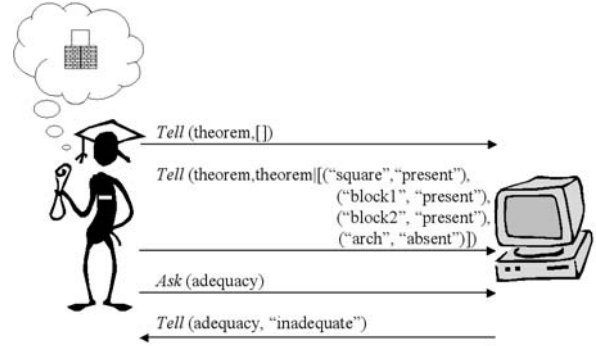 Tell (theorem,[])
Tell (theorem,theorem|[(“square”,“present”),
(“block1”, “present”),
(“block2”, “present”),
(“arch”, “absent”)])
Ask (adequacy)
Tell (adequacy, “inadequate”)